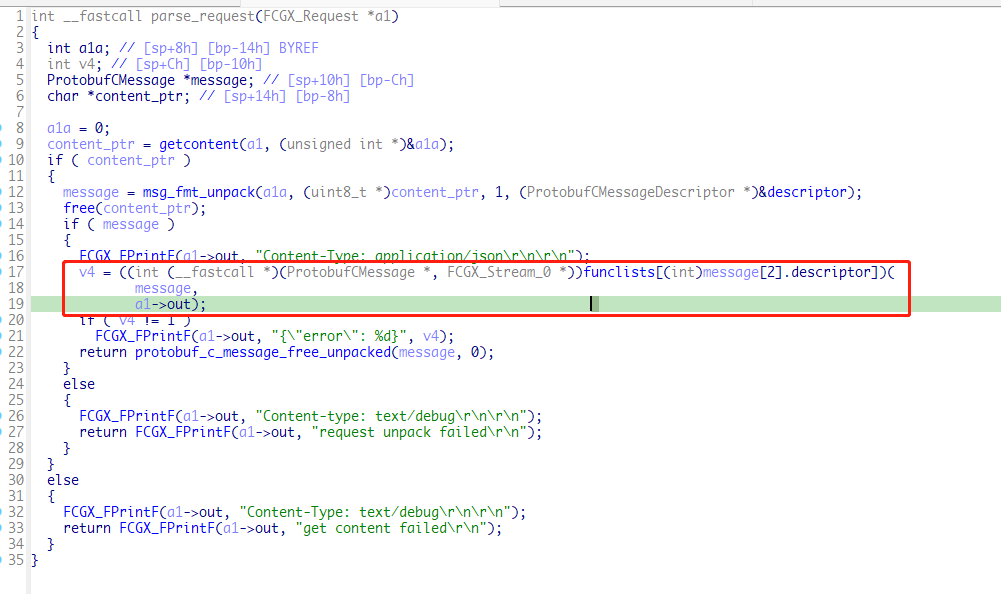 1 int __fastcall parse_request(FCGX_Request *a1)
2 {
3 int a1a; // [sp+8h] [bp-14h] BYREF
4 int v4; // [sp+Ch] [bp-10h]
5 ProtobufCMessage *message; // [sp+10h] [bp-Ch]
6 char *content_ptr; // [sp+14h] [bp-8h]
7
8 a1a = 0;
9 content_ptr = getcontent(a1, (unsigned int *)&a1a);
10 if ( content_ptr )
11 {
12 message = msg_fmt_unpack(a1a, (uint8_t *)content_ptr, 1, (ProtobufCMessageDescriptor *)&descriptor);
13 free(content_ptr);
14 if ( message )
15 {
16 FCGX_FPrintF(a1->out, "Content-Type: application/json\r\n\r\n");
17 v4 = ((int (__fastcall *)(ProtobufCMessage *, FCGX_Stream_0 *))funclists[(int)message[2].descriptor])(
18 message,
19 a1->out);
20 if ( v4 != 1 )
21 FCGX_FPrintF(a1->out, "{\"error\": %d}", v4);
22 return protobuf_c_message_free_unpacked(message, 0);
23 }
24 else
25 {
26 FCGX_FPrintF(a1->out, "Content-type: text/debug\r\n\r\n");
27 return FCGX_FPrintF(a1->out, "request unpack failed\r\n");
28 }
29 }
30 else
31 {
32 FCGX_FPrintF(a1->out, "Content-Type: text/debug\r\n\r\n");
33 return FCGX_FPrintF(a1->out, "get content failed\r\n");
34 }
35 }